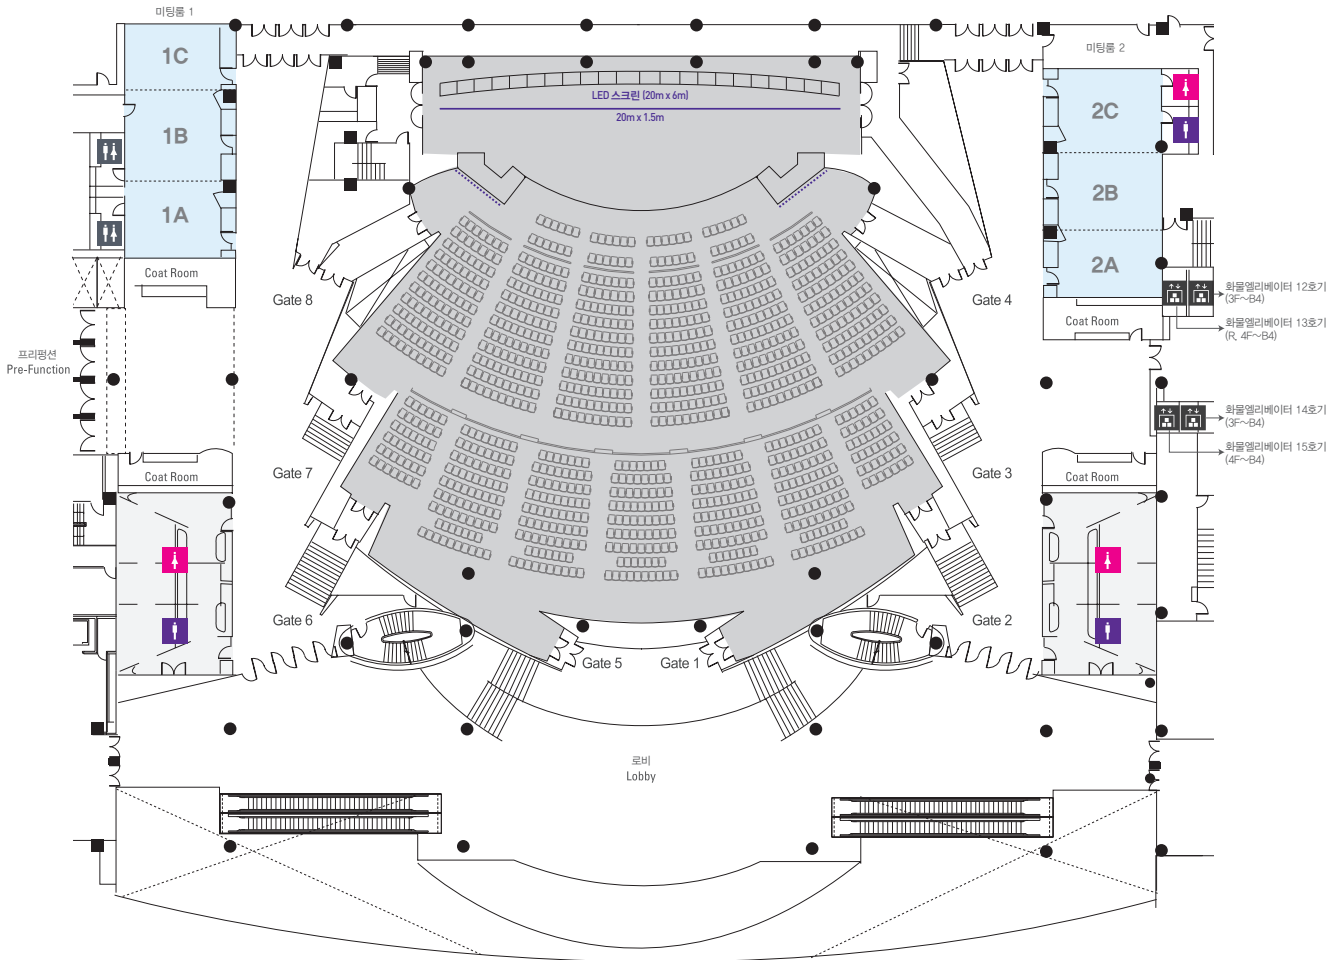 미팅룸 1
1C
1B
1A
Coat Room
프리펑션
Pre-Function
Coat Room
LED 스크린 (20m x 6m)
20m x 1.5m
Gate 8
Gate 7
Gate 6
Gate 5
Gate 1
Gate 4
Gate 3
Gate 2
미팅룸 2
2C
2B
2A
Coat Room
Coat Room
화물엘리베이터 12호기
(3F~B4)
화물엘리베이터 13호기
(R, 4F~B4)
화물엘리베이터 14호기
(3F~B4)
화물엘리베이터 15호기
(4F~B4)
로비
Lobby